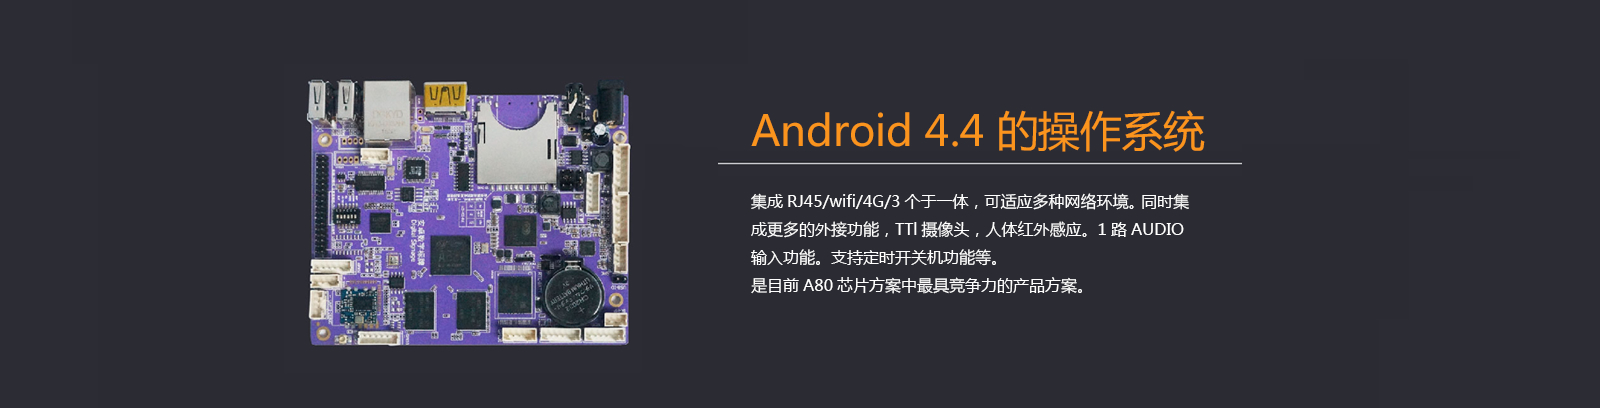 Android 4.4 的操作系统
集成 RJ45/wifi/4G/3 个于一体，可适应多种网络环境。同时集
成更多的外接功能，TTl 摄像头，人体红外感应。1 路 AUDIO
输入功能。支持定时开关机功能等。
是目前 A80 芯片方案中最具竞争力的产品方案。
Digital Signage
LITHIUM BATTERY